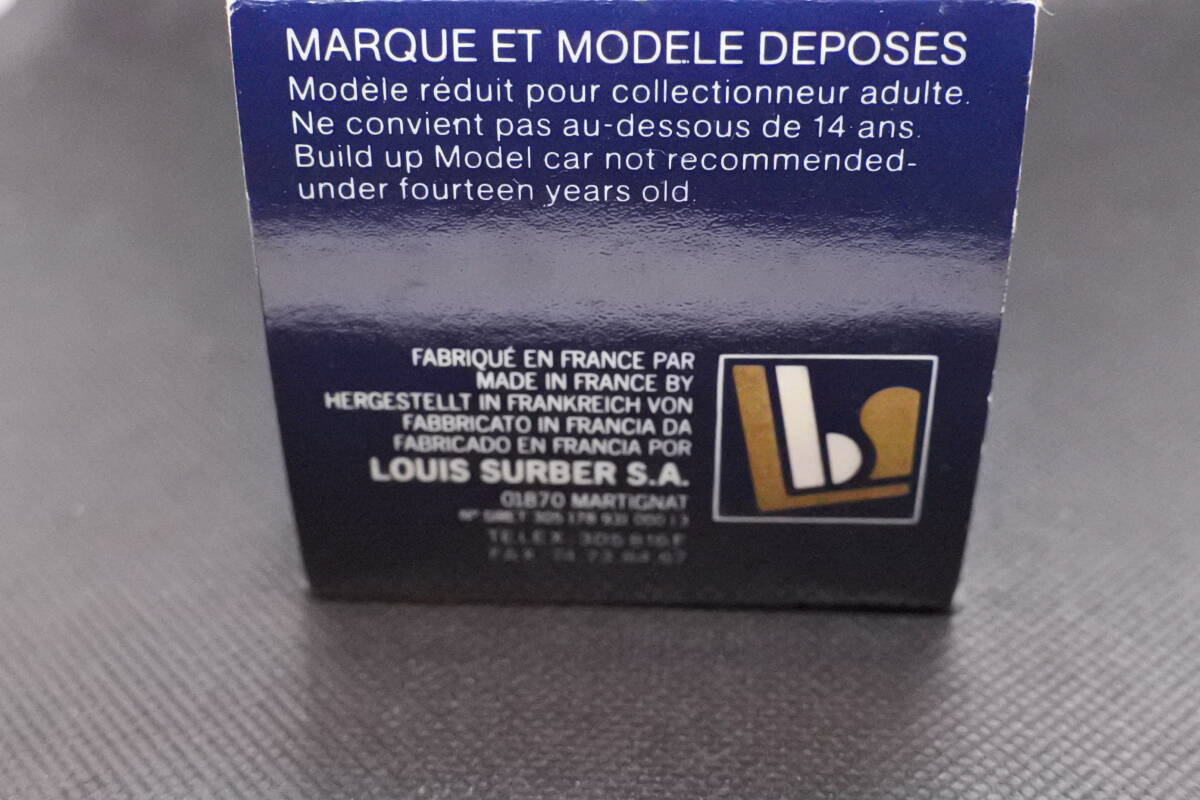 MARQUE ET MODELE DEPOSES
Modèle réduit pour collectionneur adulte.
Ne convient pas au-dessous de 14 ans.
Build up Model car not recommended-
under fourteen years old.
FABRIQUÉ EN FRANCE PAR
MADE IN FRANCE BY
HERGESTELLT IN FRANKREICH VON
FABBRICATO IN FRANCIA DA
FABRICADO EN FRANCIA POR
LOUIS SURBER S.A.
01870 MARTIGNAT
N°
TELEX
FAX